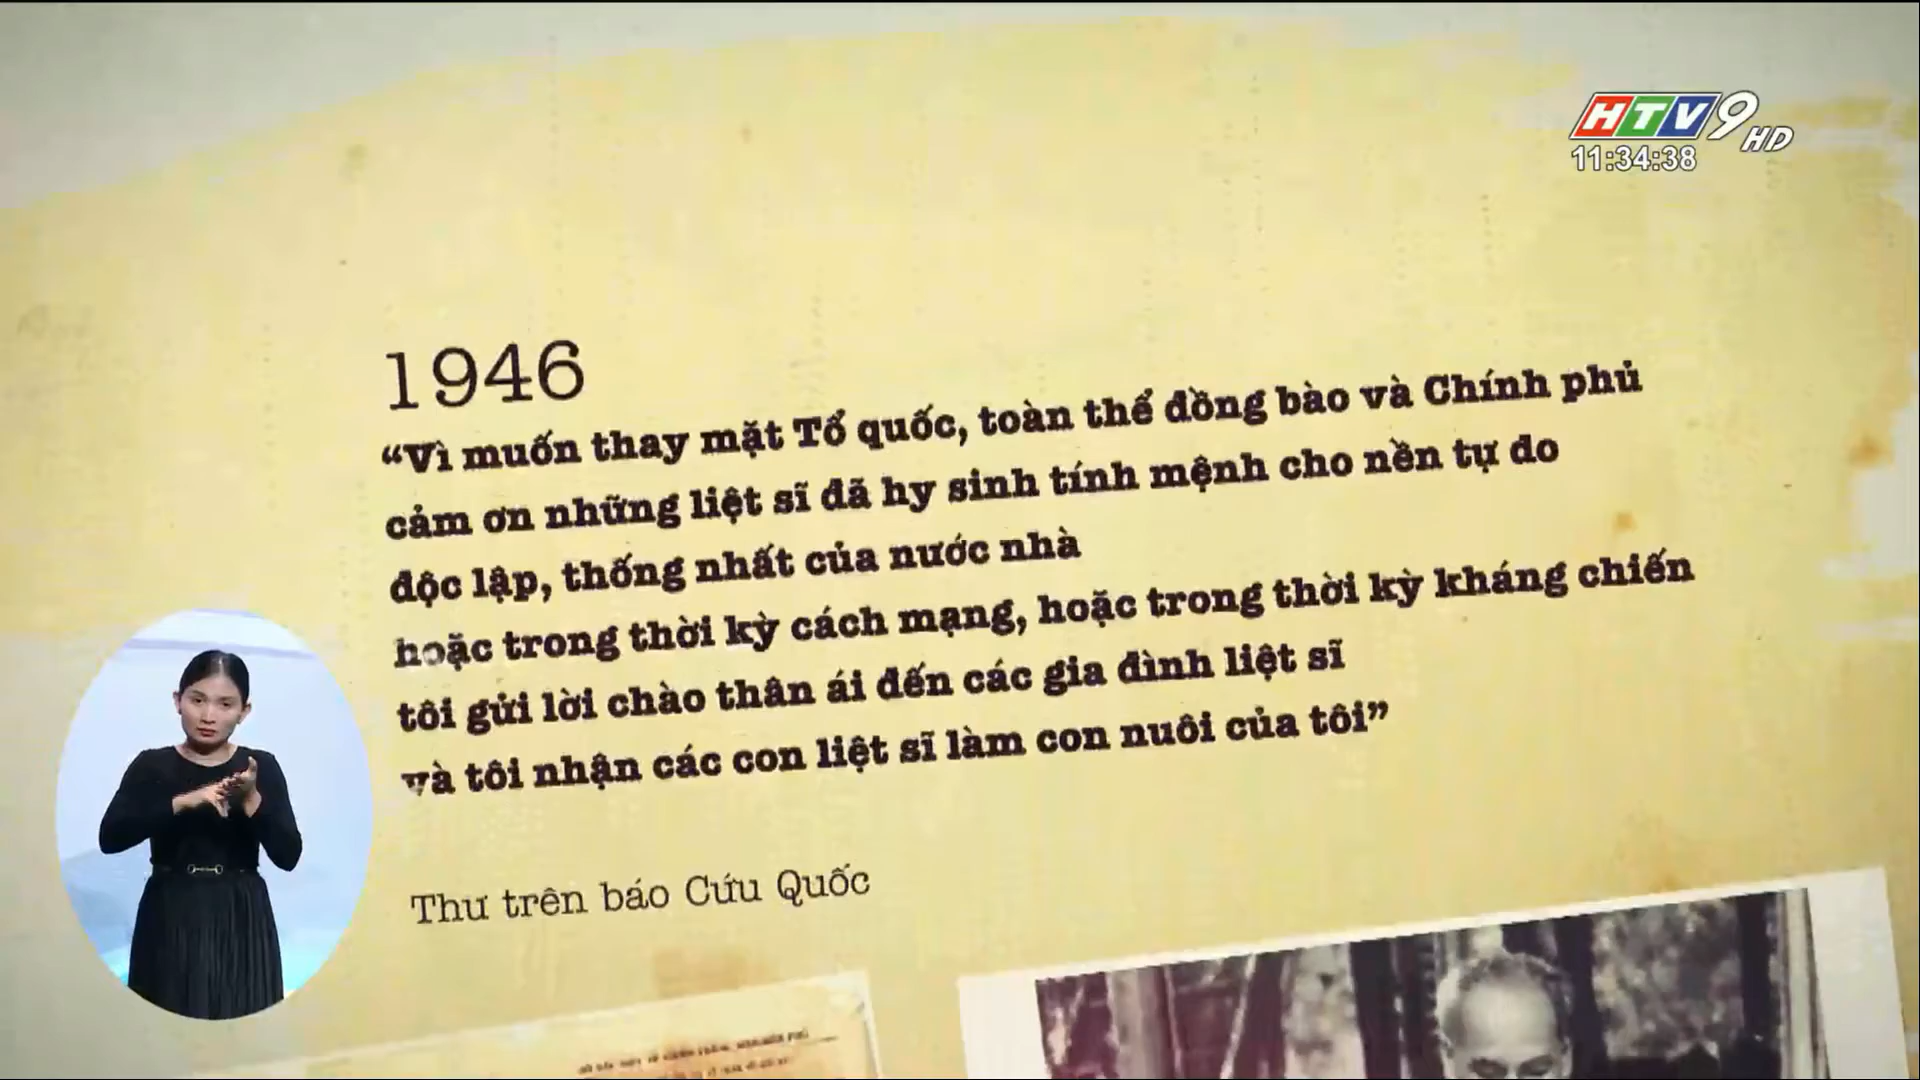 HTV9 HD
11:34:38
1946
“Vì muốn thay mặt Tổ quốc, toàn thể đồng bào và Chính phủ
cảm ơn những liệt sĩ đã hy sinh tính mệnh cho nền tự do
độc lập, thống nhất của nước nhà
hoặc trong thời kỳ cách mạng, hoặc trong thời kỳ kháng chiến
tôi gửi lời chào thân ái đến các gia đình liệt sĩ
và tôi nhận các con liệt sĩ làm con nuôi của tôi”
Thư trên báo Cứu Quốc